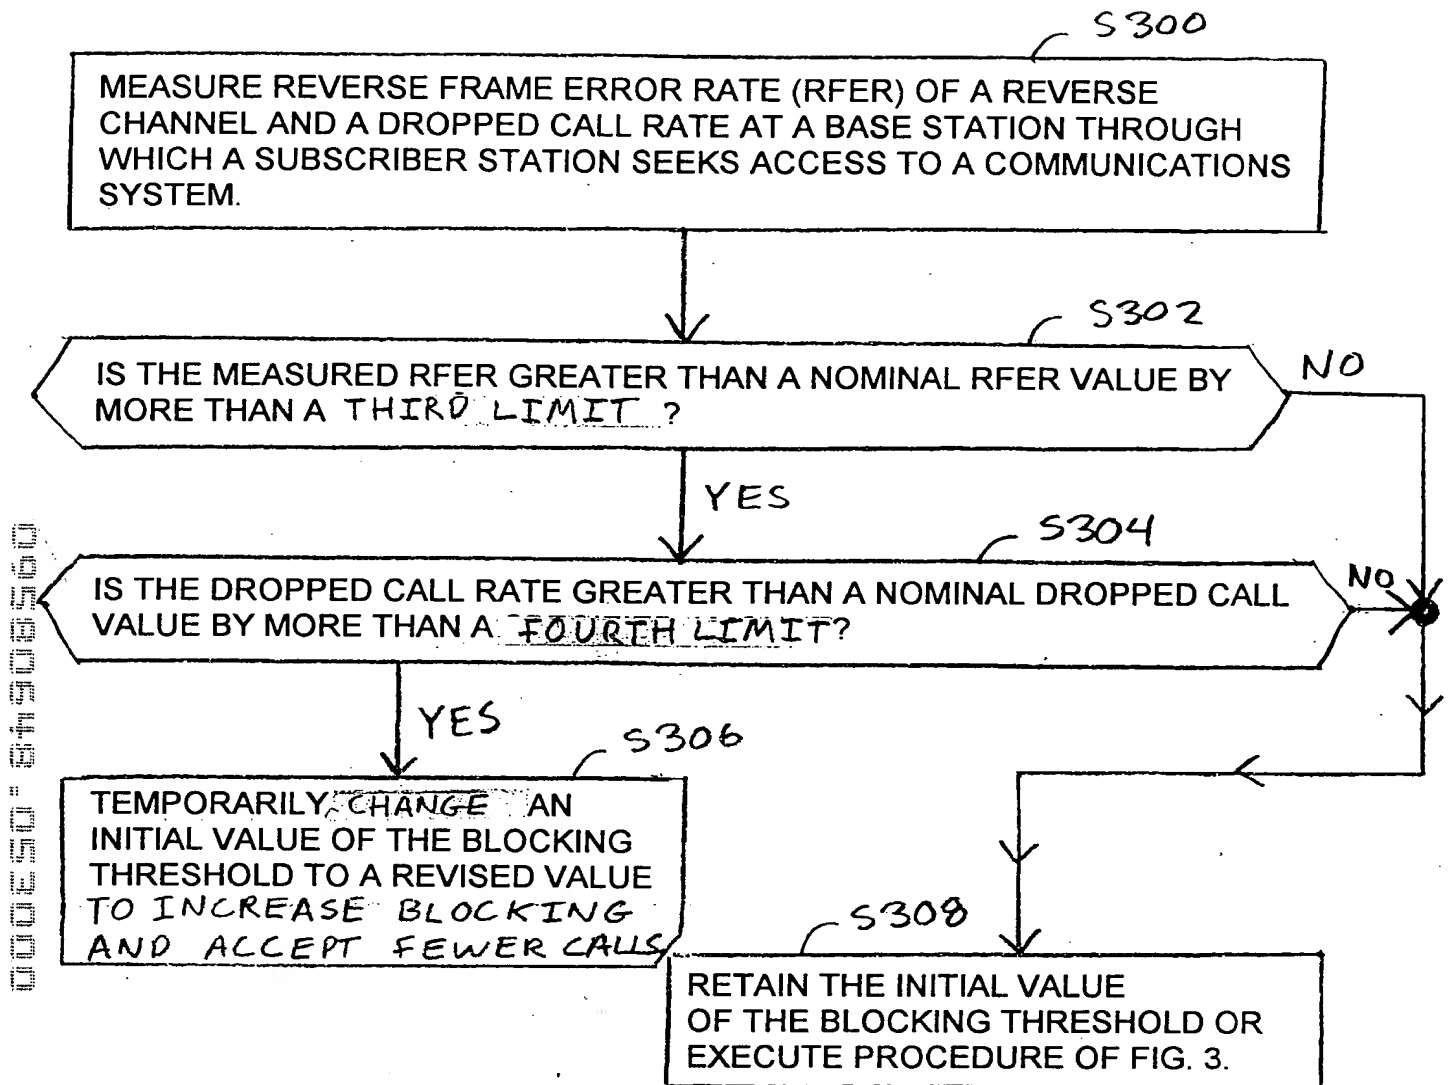 S300
MEASURE REVERSE FRAME ERROR RATE (RFER) OF A REVERSE
CHANNEL AND A DROPPED CALL RATE AT A BASE STATION THROUGH
WHICH A SUBSCRIBER STATION SEEKS ACCESS TO A COMMUNICATIONS
SYSTEM.
S302
IS THE MEASURED RFER GREATER THAN A NOMINAL RFER VALUE BY
MORE THAN A THIRD LIMIT ?
NO
YES
S304
IS THE DROPPED CALL RATE GREATER THAN A NOMINAL DROPPED CALL
VALUE BY MORE THAN A FOURTH LIMIT?
NO
YES
S306
TEMPORARILY CHANGE AN
INITIAL VALUE OF THE BLOCKING
THRESHOLD TO A REVISED VALUE
TO INCREASE BLOCKING
AND ACCEPT FEWER CALLS
S308
RETAIN THE INITIAL VALUE
OF THE BLOCKING THRESHOLD OR
EXECUTE PROCEDURE OF FIG. 3.